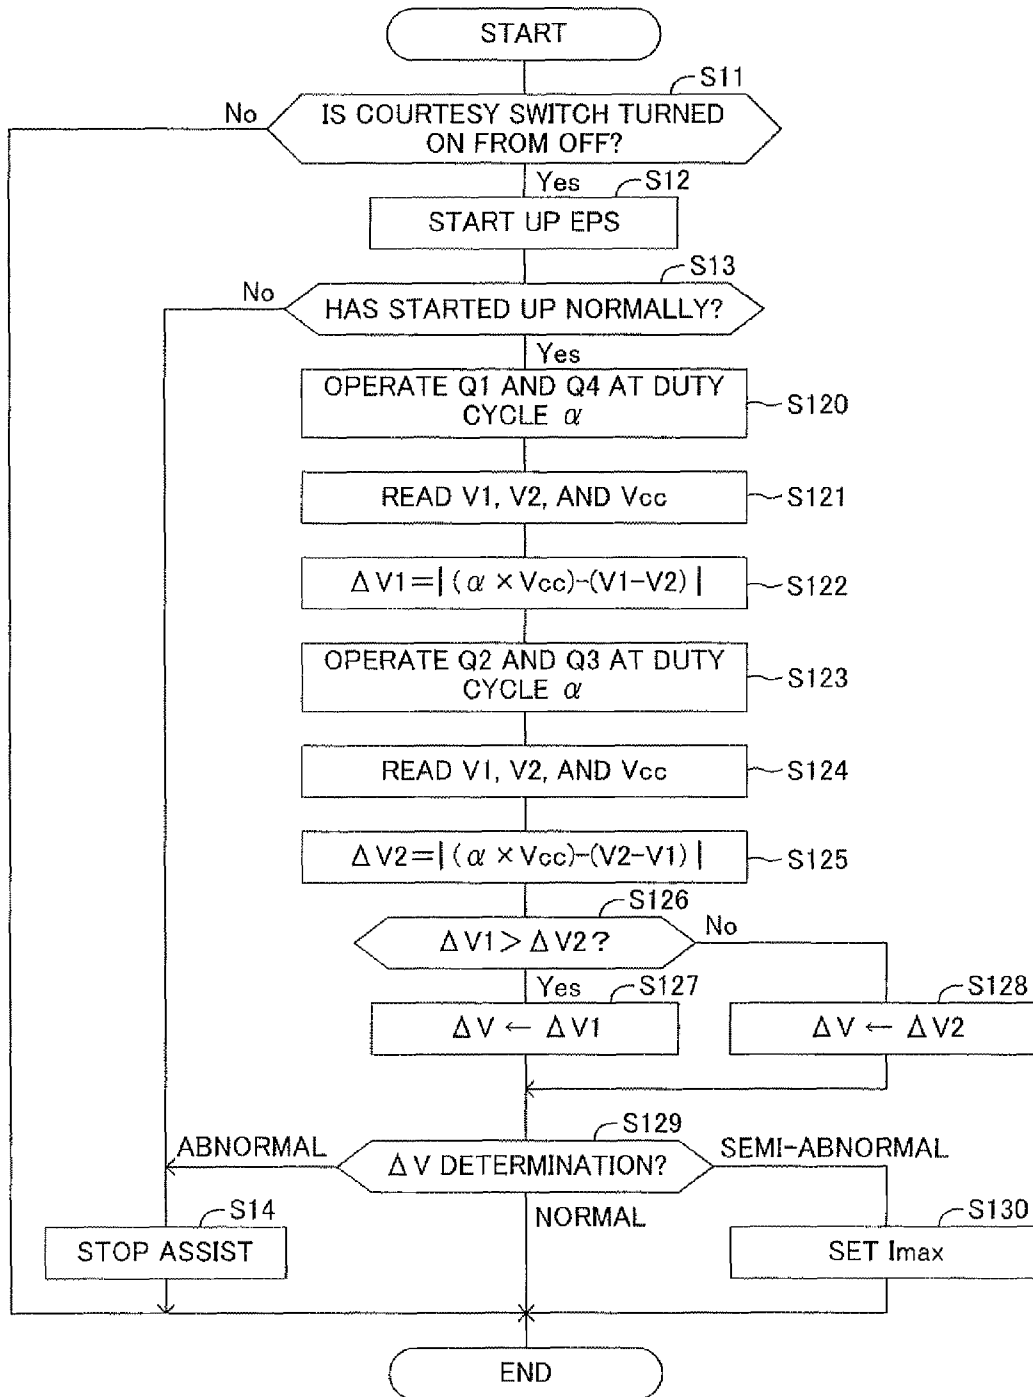 START
S11
No
IS COURTESY SWITCH TURNED
ON FROM OFF?
Yes
S12
START UP EPS
S13
No
HAS STARTED UP NORMALLY?
Yes
OPERATE Q1 AND Q4 AT DUTY
CYCLE α
S120
READ V1, V2, AND Vcc
S121
ΔV1=|(α×Vcc)-(V1-V2)|
S122
OPERATE Q2 AND Q3 AT DUTY
CYCLE α
S123
READ V1, V2, AND Vcc
S124
ΔV2=|(α×Vcc)-(V2-V1)|
S125
S126
ΔV1>ΔV2?
No
Yes
S127
S128
ΔV ← ΔV1
ΔV ← ΔV2
S129
ABNORMAL
SEMI-ABNORMAL
ΔV DETERMINATION?
S14
NORMAL
S130
STOP ASSIST
SET Imax
END